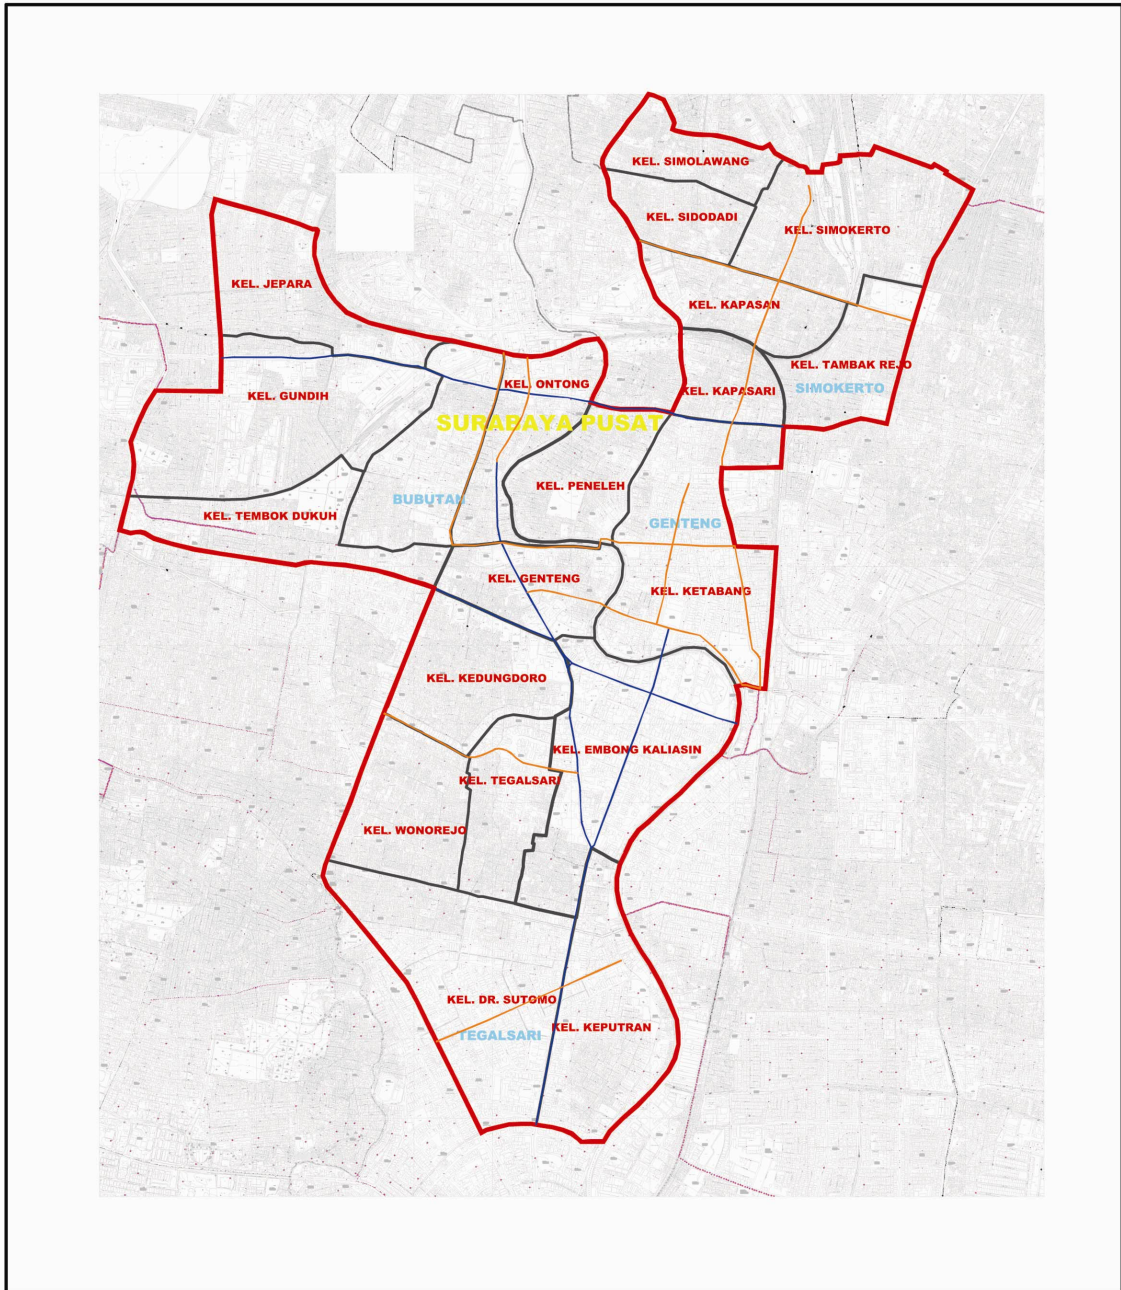 KEL. SIMOLAWANG
KEL. SIDODADI
KEL. SIMOKERTO
KEL. JEPARA
KEL. KAPASAN
KEL. TAMBAK REJO
KEL. ONTONG
KEL. KAPASARI
SIMOKERTO
KEL. GUNDIH
SURABAYA PUSAT
KEL. PENELEH
BUBUTAN
KEL. TEMBOK DUKUH
GENTENG
KEL. GENTENG
KEL. KETABANG
KEL. KEDUNGDORO
KEL. EMBONG KALIASIN
KEL. TEGALSARI
KEL. WONOREJO
KEL. DR. SUTOMO
KEL. KEPUTRAN
TEGALSARI